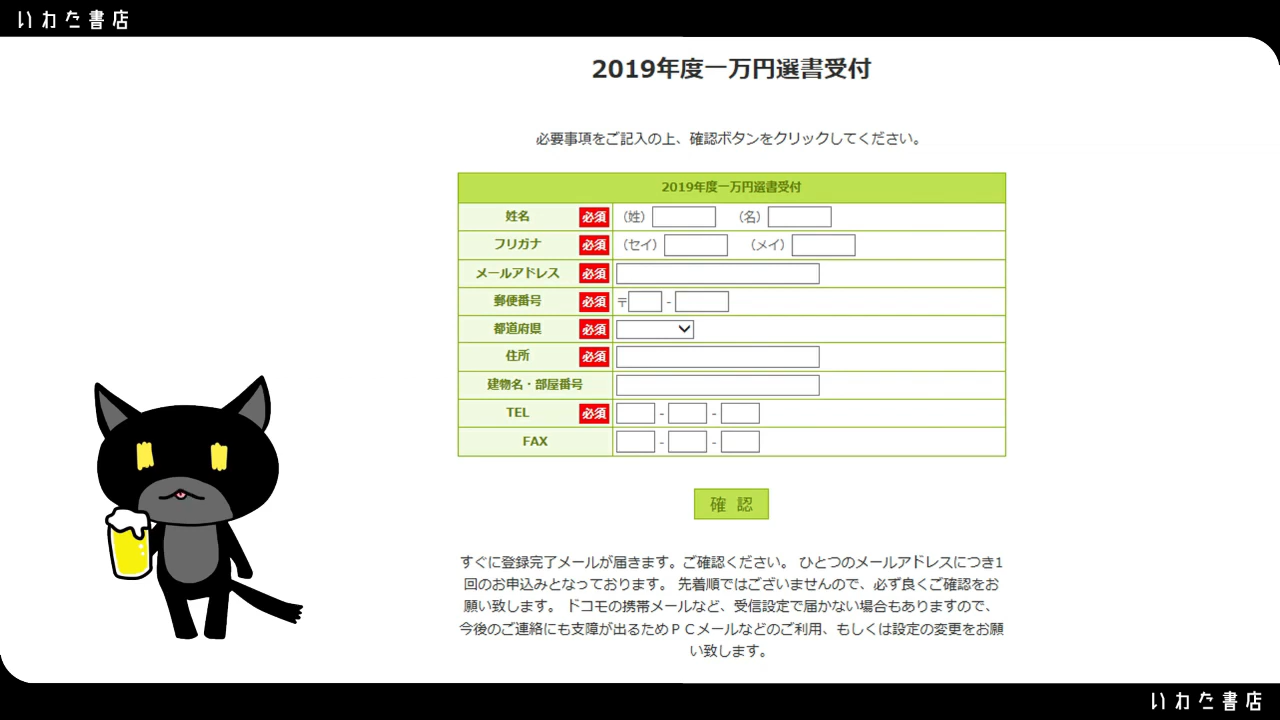 いわた書店
2019年度一万円選書受付
必要事項をご記入の上、確認ボタンをクリックしてください。
2019年度一万円選書受付
姓名 必須 （姓） （名）
フリガナ 必須 （セイ） （メイ）
メールアドレス 必須
郵便番号 必須 〒 -
都道府県 必須
住所 必須
建物名・部屋番号
TEL 必須 - -
FAX - -
確 認
すぐに登録完了メールが届きます。ご確認ください。 ひとつのメールアドレスにつき1
回のお申込みとなっております。 先着順ではございませんので、必ず良くご確認をお
願い致します。 ドコモの携帯メールなど、受信設定で届かない場合もありますので、
今後のご連絡にも支障が出るためＰＣメールなどのご利用、もしくは設定の変更をお願
い致します。
いわた書店